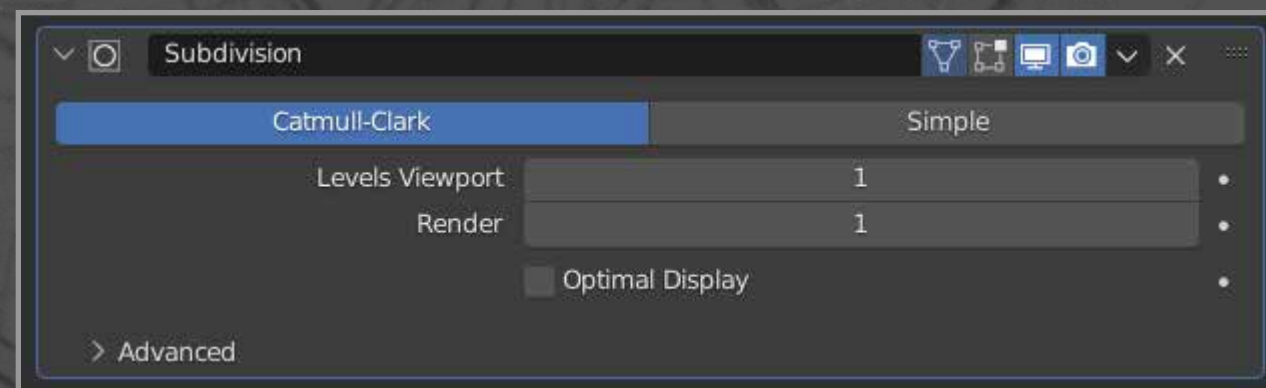 Subdivision
Catmull-Clark Simple
Levels Viewport 1
Render 1
Optimal Display
Advanced